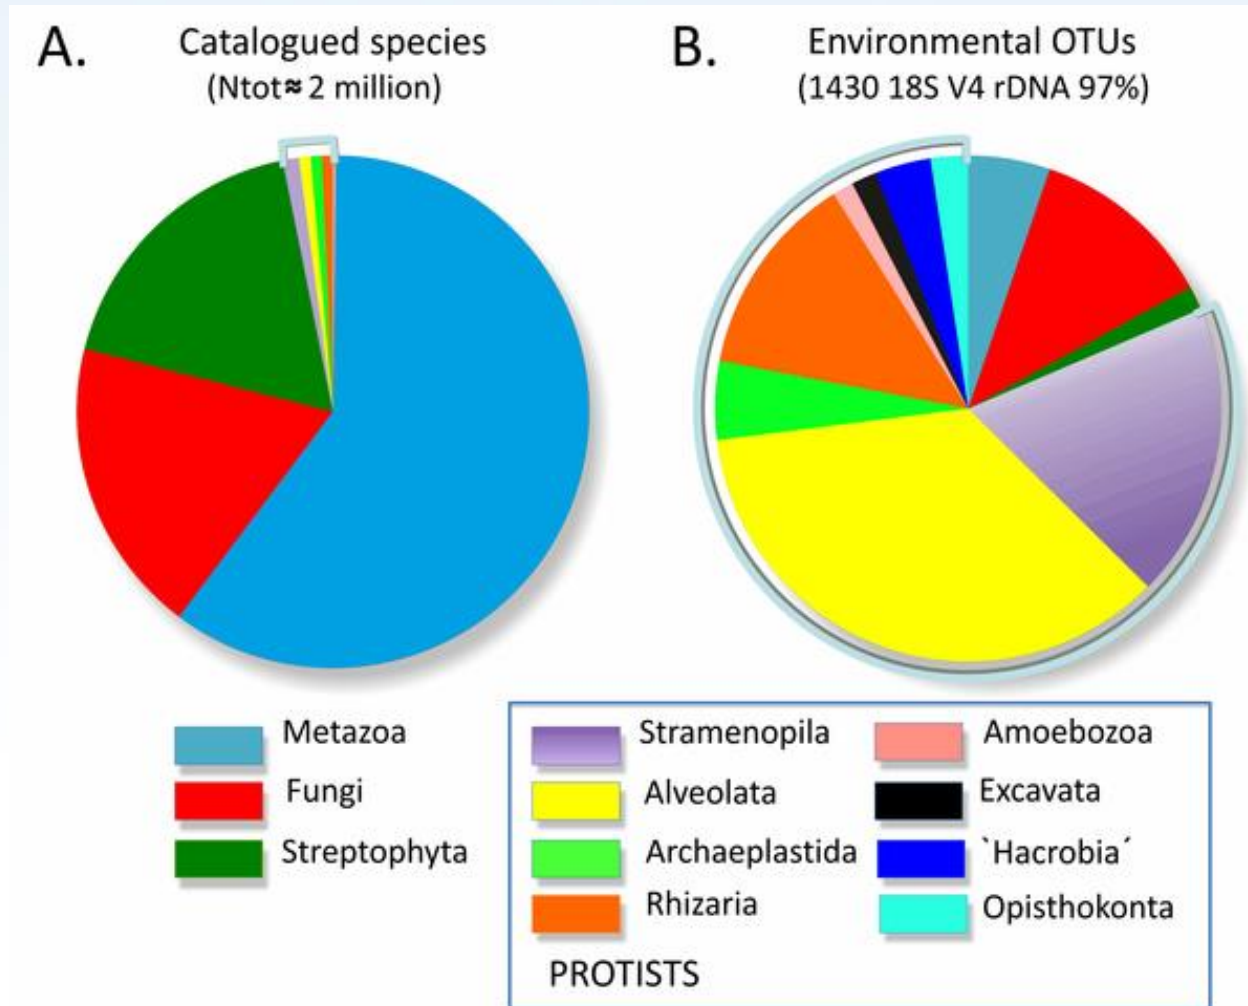 A.
Catalogued species
(Ntot≈ 2 million)
B.
Environmental OTUs
(1430 18S V4 rDNA 97%)
Metazoa
Fungi
Streptophyta
Stramenopila
Alveolata
Archaeplastida
Rhizaria
Amoebozoa
Excavata
`Hacrobia´
Opisthokonta
PROTISTS